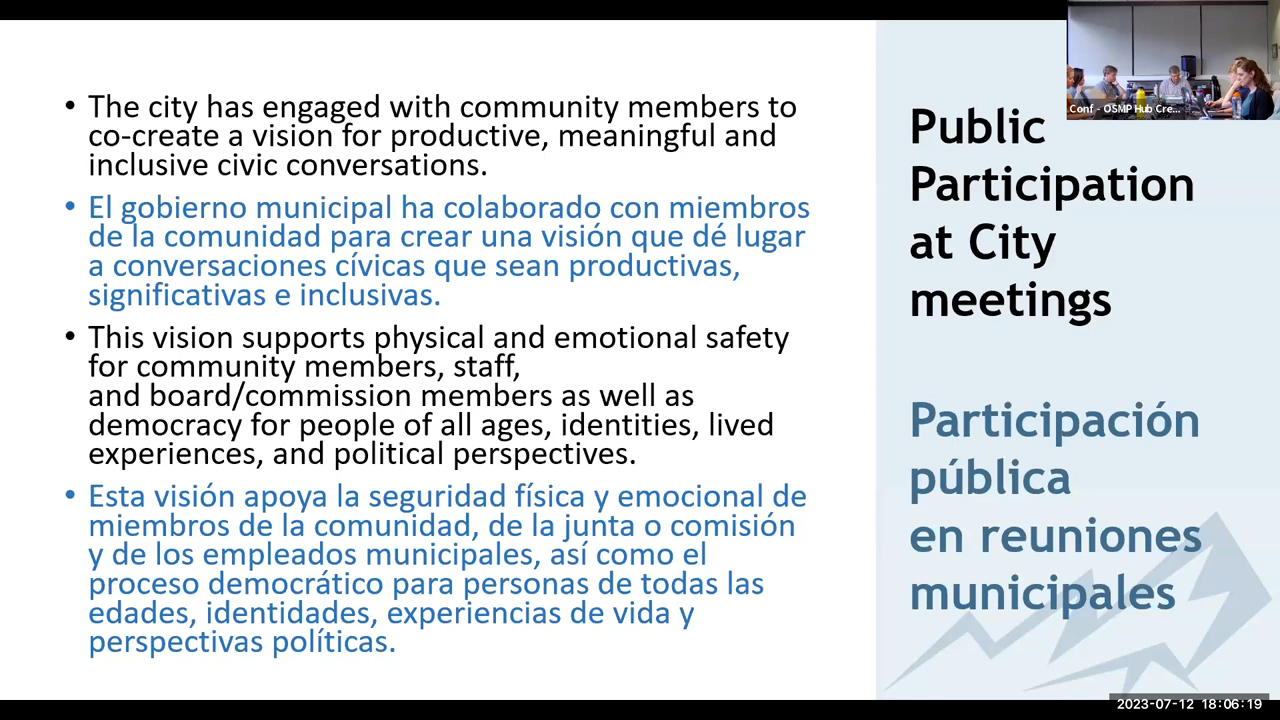 • The city has engaged with community members to
co-create a vision for productive, meaningful and
inclusive civic conversations.
• El gobierno municipal ha colaborado con miembros
de la comunidad para crear una visión que dé lugar
a conversaciones cívicas que sean productivas,
significativas e inclusivas.
• This vision supports physical and emotional safety
for community members, staff,
and board/commission members as well as
democracy for people of all ages, identities, lived
experiences, and political perspectives.
• Esta visión apoya la seguridad física y emocional de
miembros de la comunidad, de la junta o comisión
y de los empleados municipales, así como el
proceso democrático para personas de todas las
edades, identidades, experiencias de vida y
perspectivas políticas.
Public
Participation
at City
meetings
Participación
pública
en reuniones
municipales
Conf - OSMP Hub Cre...
2023-07-12 18:06:19